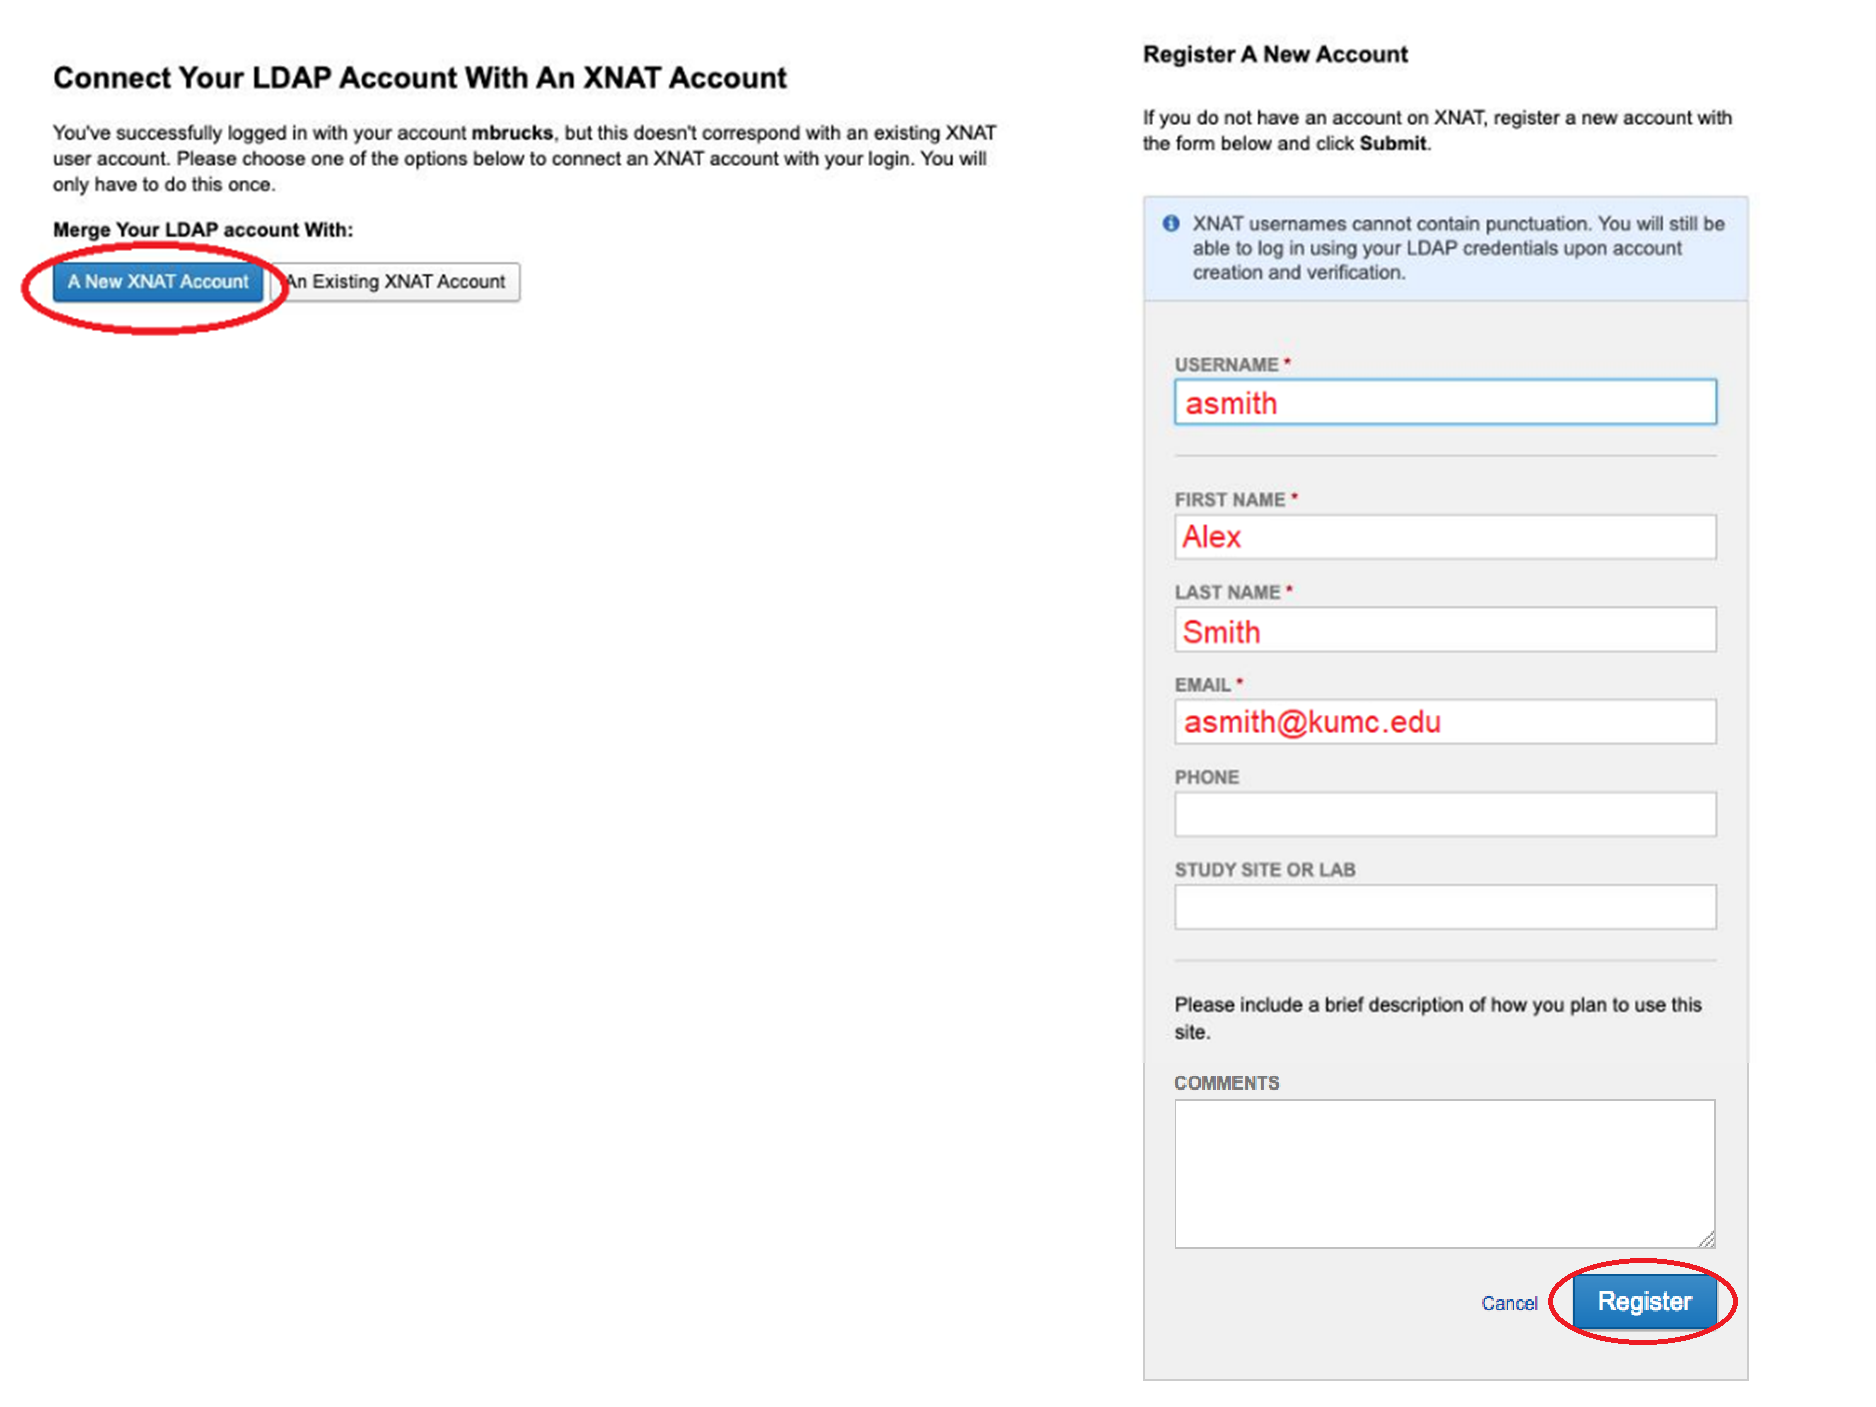 Connect Your LDAP Account With An XNAT Account
You've successfully logged in with your account mbrucks, but this doesn't correspond with an existing XNAT
user account. Please choose one of the options below to connect an XNAT account with your login. You will
only have to do this once.
Merge Your LDAP account With:
A New XNAT Account
An Existing XNAT Account
Register A New Account
If you do not have an account on XNAT, register a new account with
the form below and click Submit.
XNAT usernames cannot contain punctuation. You will still be
able to log in using your LDAP credentials upon account
creation and verification.
USERNAME *
asmith
FIRST NAME *
Alex
LAST NAME *
Smith
EMAIL *
asmith@kumc.edu
PHONE
STUDY SITE OR LAB
Please include a brief description of how you plan to use this
site.
COMMENTS
Cancel
Register